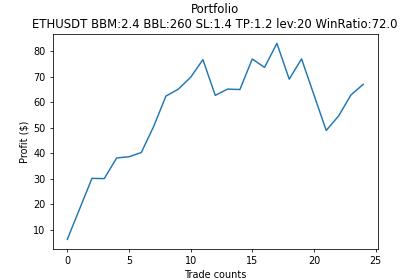 Portfolio
ETHUSDT BBM:2.4 BBL:260 SL:1.4 TP:1.2 lev:20 WinRatio:72.0
80
70
60
50
40
30
20
10
Profit ($)
0 5 10 15 20 25
Trade counts